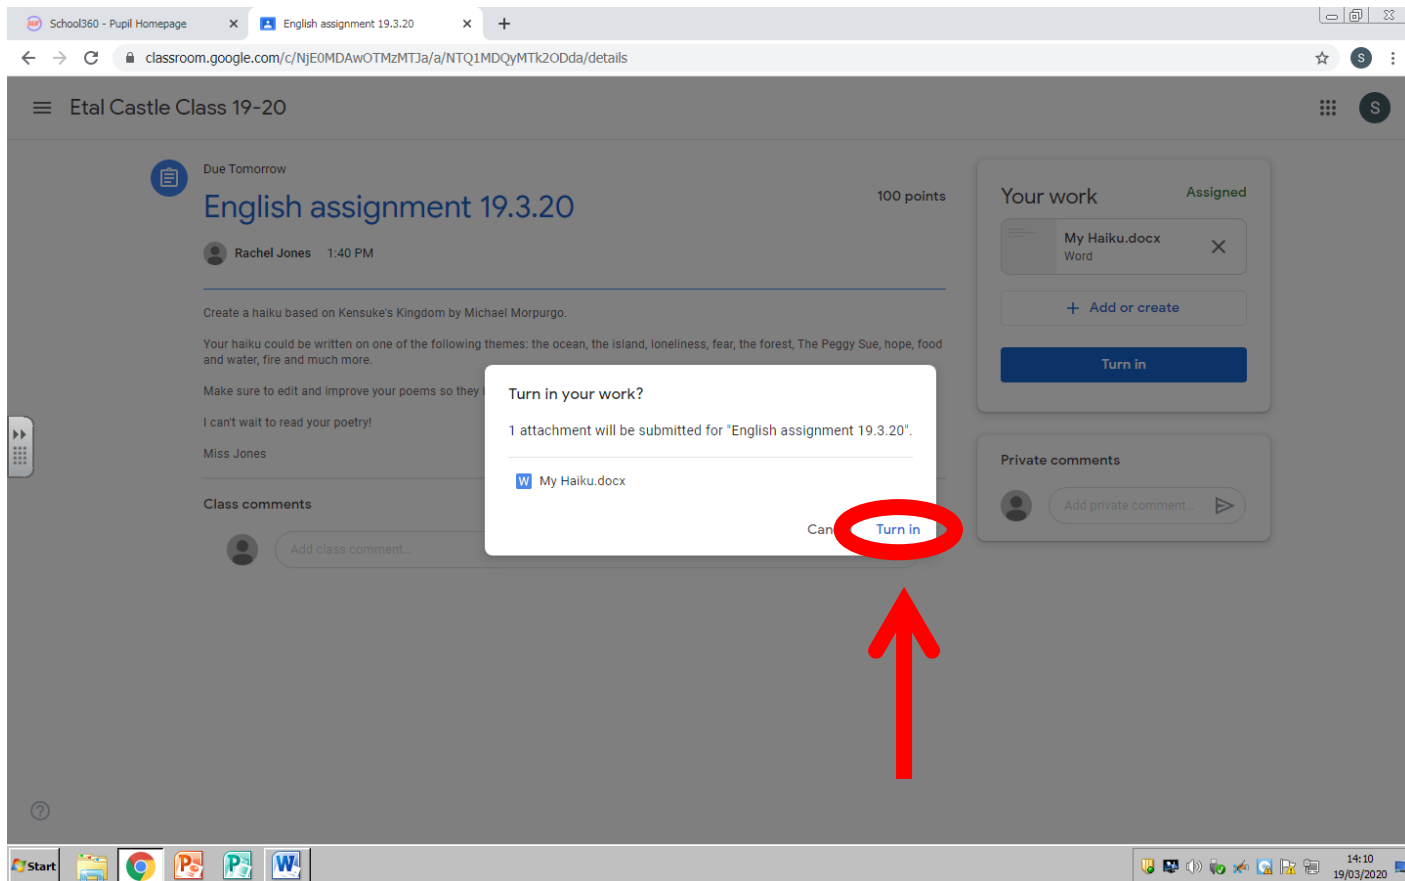 School360 - Pupil Homepage
English assignment 19.3.20
classroom.google.com/c/NjE0MDAwOTMzMTJa/a/NTQ1MDQyMTk2ODda/details
S
Etal Castle Class 19-20
S
Due Tomorrow
English assignment 19.3.20
100 points
Rachel Jones 1:40 PM
Create a haiku based on Kensuke's Kingdom by Michael Morpurgo.
Your haiku could be written on one of the following themes: the ocean, the island, loneliness, fear, the forest, The Peggy Sue, hope, food
and water, fire and much more.
Make sure to edit and improve your poems so they
I can't wait to read your poetry!
Miss Jones
Class comments
Add class comment...
Your work
Assigned
My Haiku.docx
Word
+ Add or create
Turn in
Private comments
Add private comment...
Turn in your work?
1 attachment will be submitted for "English assignment 19.3.20".
W My Haiku.docx
Can
Turn in
Start
14:10
19/03/2020